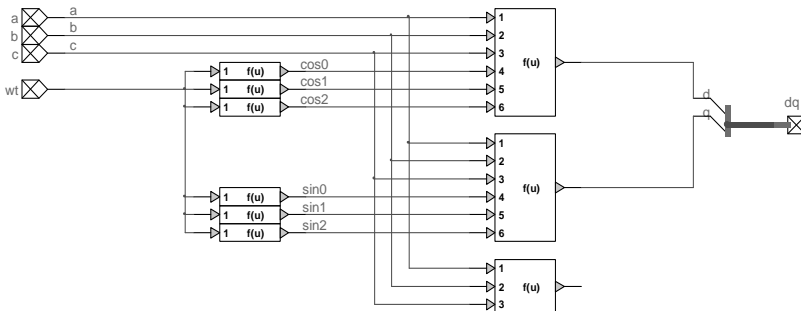 a a
b b
c c
wt
1 f(u) cos0
1 f(u) cos1
1 f(u) cos2
1
2
3
4
5
6
f(u)
d
q
dq
1 f(u) sin0
1 f(u) sin1
1 f(u) sin2
1
2
3
4
5
6
f(u)
1
2
3
f(u)